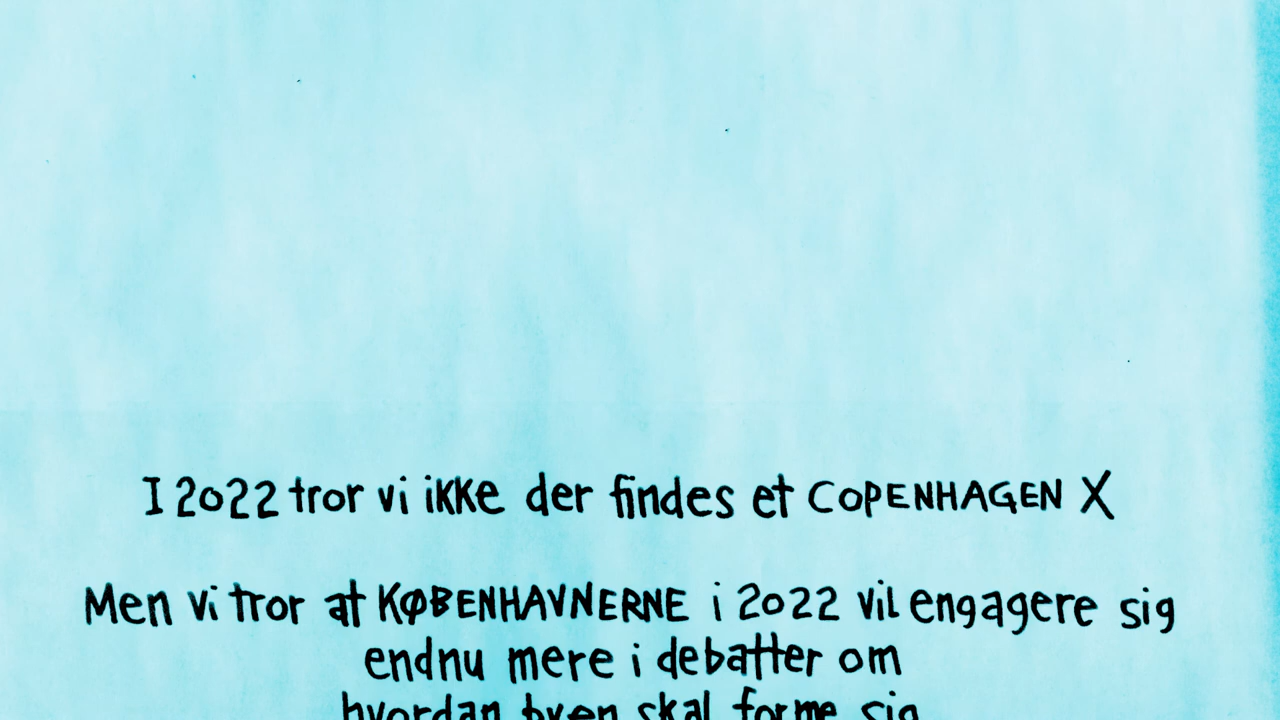 I 2022 tror vi ikke der findes et COPENHAGEN X
Men vi tror at KØBENHAVNERNE i 2022 vil engagere sig
endnu mere i debatter om
hvordan byen skal forme sig